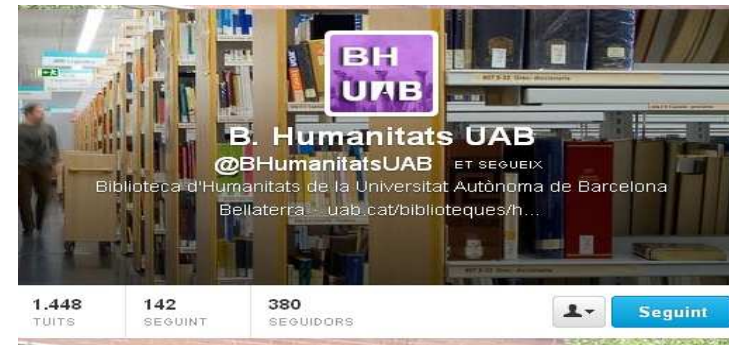 BH
UAB
B. Humanitats UAB
@BHumanitatsUAB ET SEGUEIX
Biblioteca d'Humanitats de la Universitat Autònoma de Barcelona
Bellaterra - uab.cat/biblioteques/h...
1.448 142 380
TUITS SEGUINT SEGUIDORS
Seguint